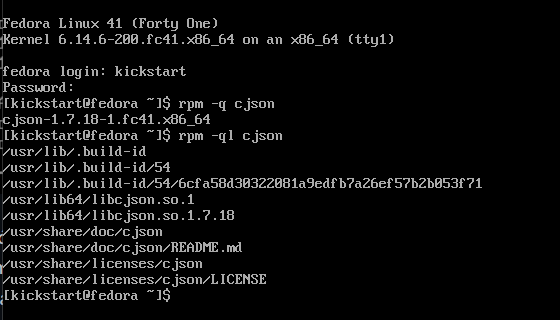 Fedora Linux 41 (Forty One)
Kernel 6.14.6-200.fc41.x86_64 on an x86_64 (tty1)
fedora login: kickstart
Password:
[kickstart@fedora ~]$ rpm -q cjson
cjson-1.7.18-1.fc41.x86_64
[kickstart@fedora ~]$ rpm -ql cjson
/usr/lib/.build-id
/usr/lib/.build-id/54
/usr/lib/.build-id/54/6cfa58d30322081a9edfb7a26ef57b2b053f71
/usr/lib64/libcjson.so.1
/usr/lib64/libcjson.so.1.7.18
/usr/share/doc/cjson
/usr/share/doc/cjson/README.md
/usr/share/licenses/cjson
/usr/share/licenses/cjson/LICENSE
[kickstart@fedora ~]$